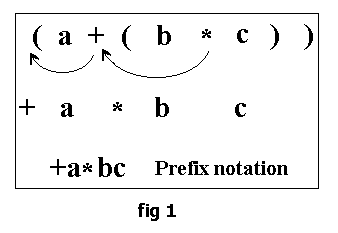 ( a + ( b * c ) )
+ a * b c
+a*bc Prefix notation
fig 1